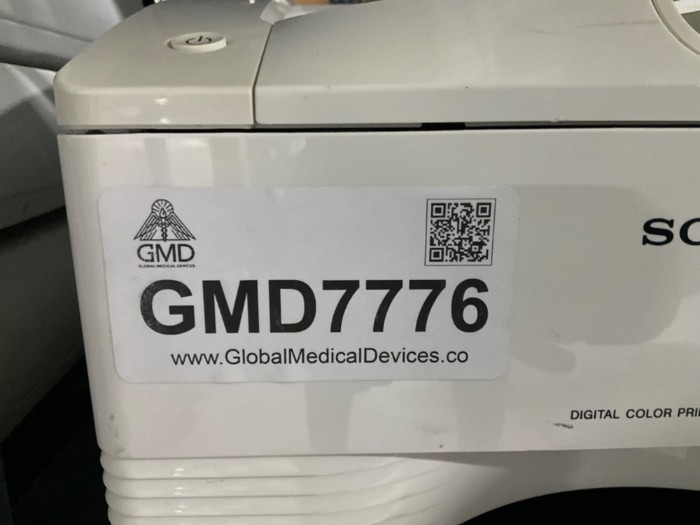 GMD
GLOBAL MEDICAL DEVICES
GMD7776
www.GlobalMedicalDevices.co
SO
DIGITAL COLOR PRI